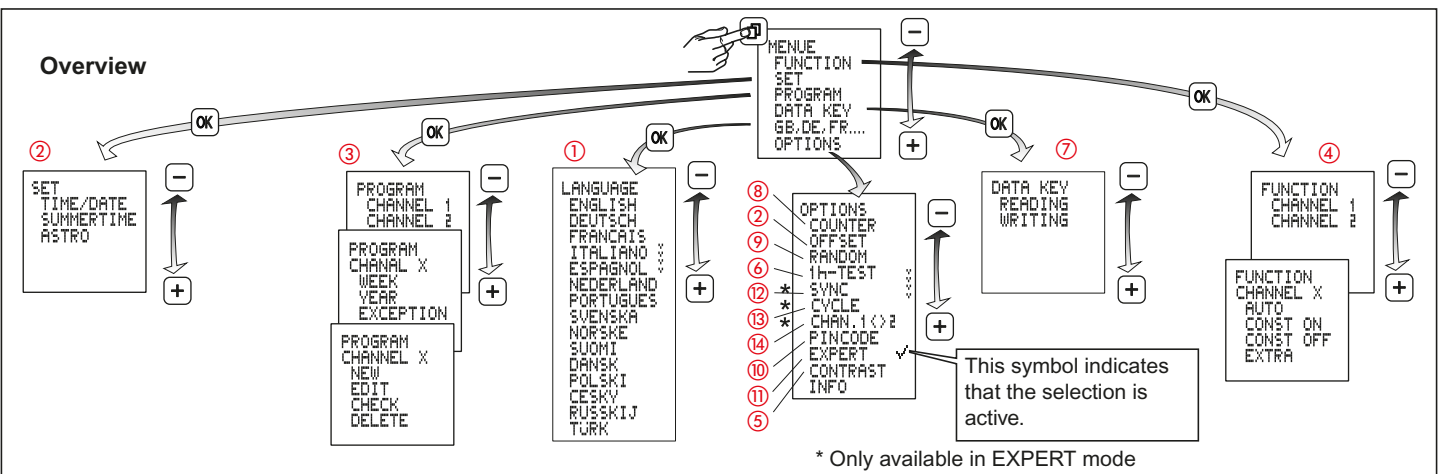 Overview
MENUE
FUNCTION
SET
PROGRAM
DATA KEY
GB,DE,FR....
OPTIONS
−
+
OK
OK
OK
OK
OK
②
SET
TIME/DATE
SUMMERTIME
ASTRO
−
+
③
PROGRAM
CHANNEL 1
CHANNEL 2
PROGRAM
CHANAL X
WEEK
YEAR
EXCEPTION
PROGRAM
CHANNEL X
NEW
EDIT
CHECK
DELETE
−
+
①
LANGUAGE
ENGLISH
DEUTSCH
FRANCAIS
ITALIANO
ESPAGNOL
NEDERLAND
PORTUGUES
SVENSKA
NORSKE
SUOMI
DANSK
POLSKI
CESKY
RUSSKIJ
TÜRK
−
+
OPTIONS
⑧ COUNTER
② OFFSET
⑨ RANDOM
⑥ 1h-TEST
⑫ * SYNC
⑬ * CYCLE
⑭ * CHAN.1<>2
⑩ PINCODE
⑪ EXPERT ✓
⑤ CONTRAST
INFO
−
+
This symbol indicates
that the selection is
active.
* Only available in EXPERT mode
⑦
DATA KEY
READING
WRITING
−
+
④
FUNCTION
CHANNEL 1
CHANNEL 2
FUNCTION
CHANNEL X
AUTO
CONST ON
CONST OFF
EXTRA
−
+